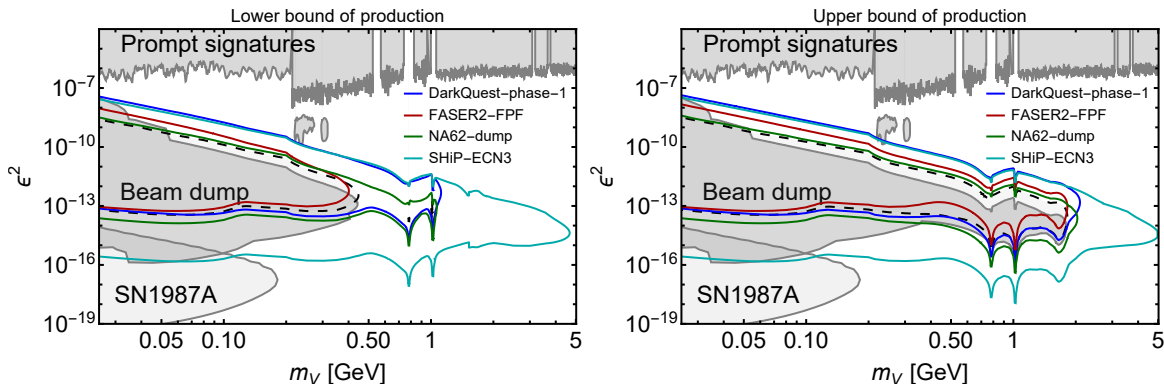 Lower bound of production
Prompt signatures
DarkQuest-phase-1
FASER2-FPF
NA62-dump
SHiP-ECN3
Beam dump
SN1987A
ϵ²
10⁻⁷
10⁻¹⁰
10⁻¹³
10⁻¹⁶
10⁻¹⁹
0.05 0.10 0.50 1 5
m_V [GeV]
Upper bound of production
Prompt signatures
DarkQuest-phase-1
FASER2-FPF
NA62-dump
SHiP-ECN3
Beam dump
SN1987A
ϵ²
10⁻⁷
10⁻¹⁰
10⁻¹³
10⁻¹⁶
10⁻¹⁹
0.05 0.10 0.50 1 5
m_V [GeV]